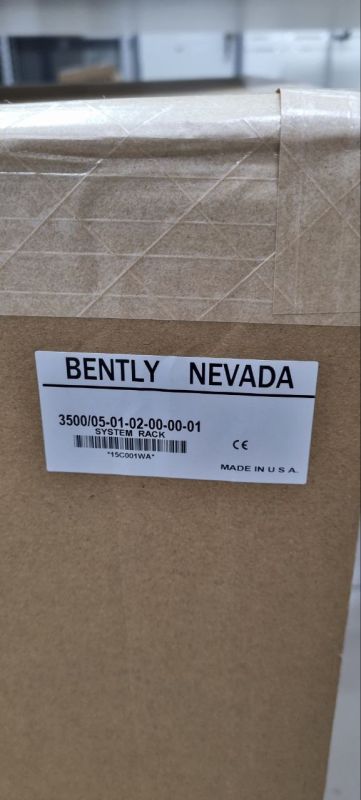 BENTLY NEVADA
3500/05-01-02-00-00-01
SYSTEM RACK
*15C001WA*
CE
MADE IN U S A.